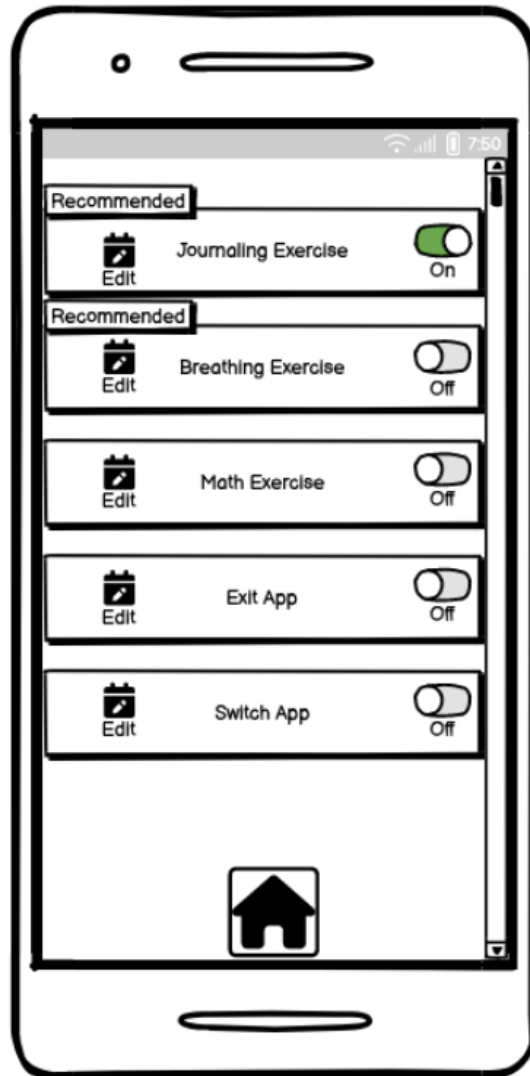 7:50
Recommended
Journaling Exercise
Edit
On
Recommended
Breathing Exercise
Edit
Off
Math Exercise
Edit
Off
Exit App
Edit
Off
Switch App
Edit
Off